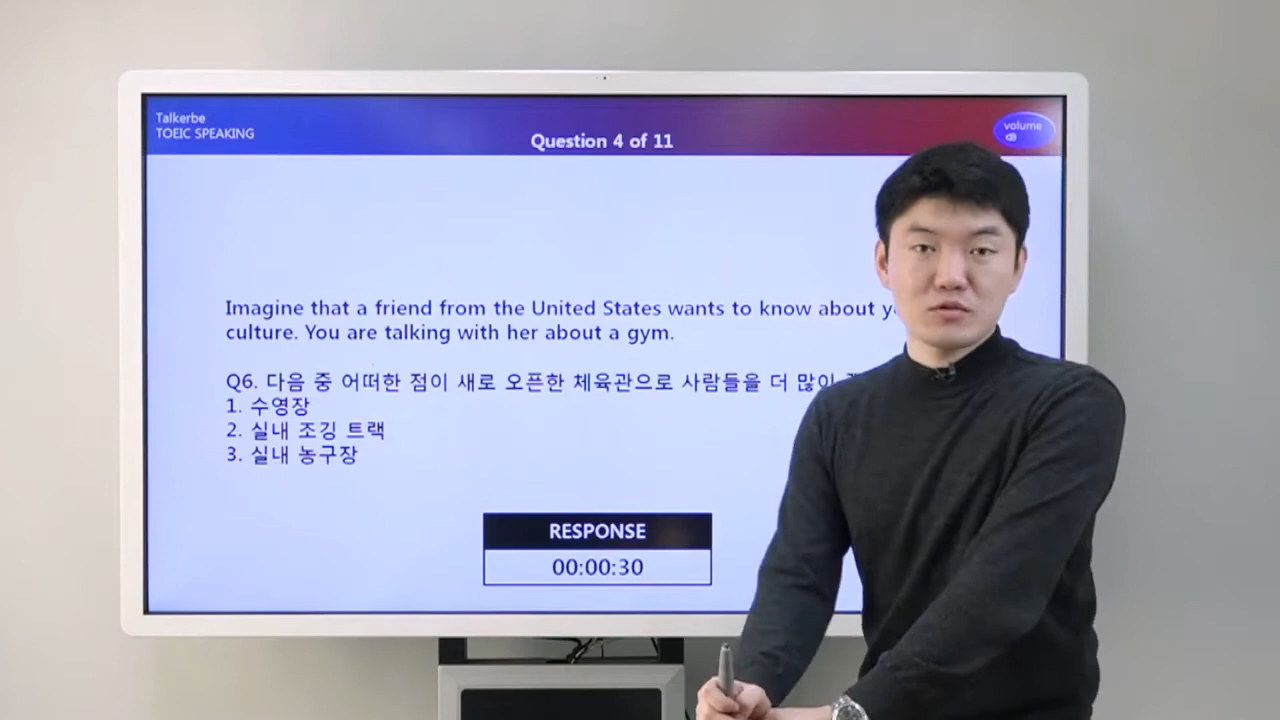 Talkerbe
TOEIC SPEAKING
Question 4 of 11
volume
Imagine that a friend from the United States wants to know about
culture. You are talking with her about a gym.
Q6. 다음 중 어떠한 점이 새로 오픈한 체육관으로 사람들을 더 많이
1. 수영장
2. 실내 조깅 트랙
3. 실내 농구장
RESPONSE
00:00:30